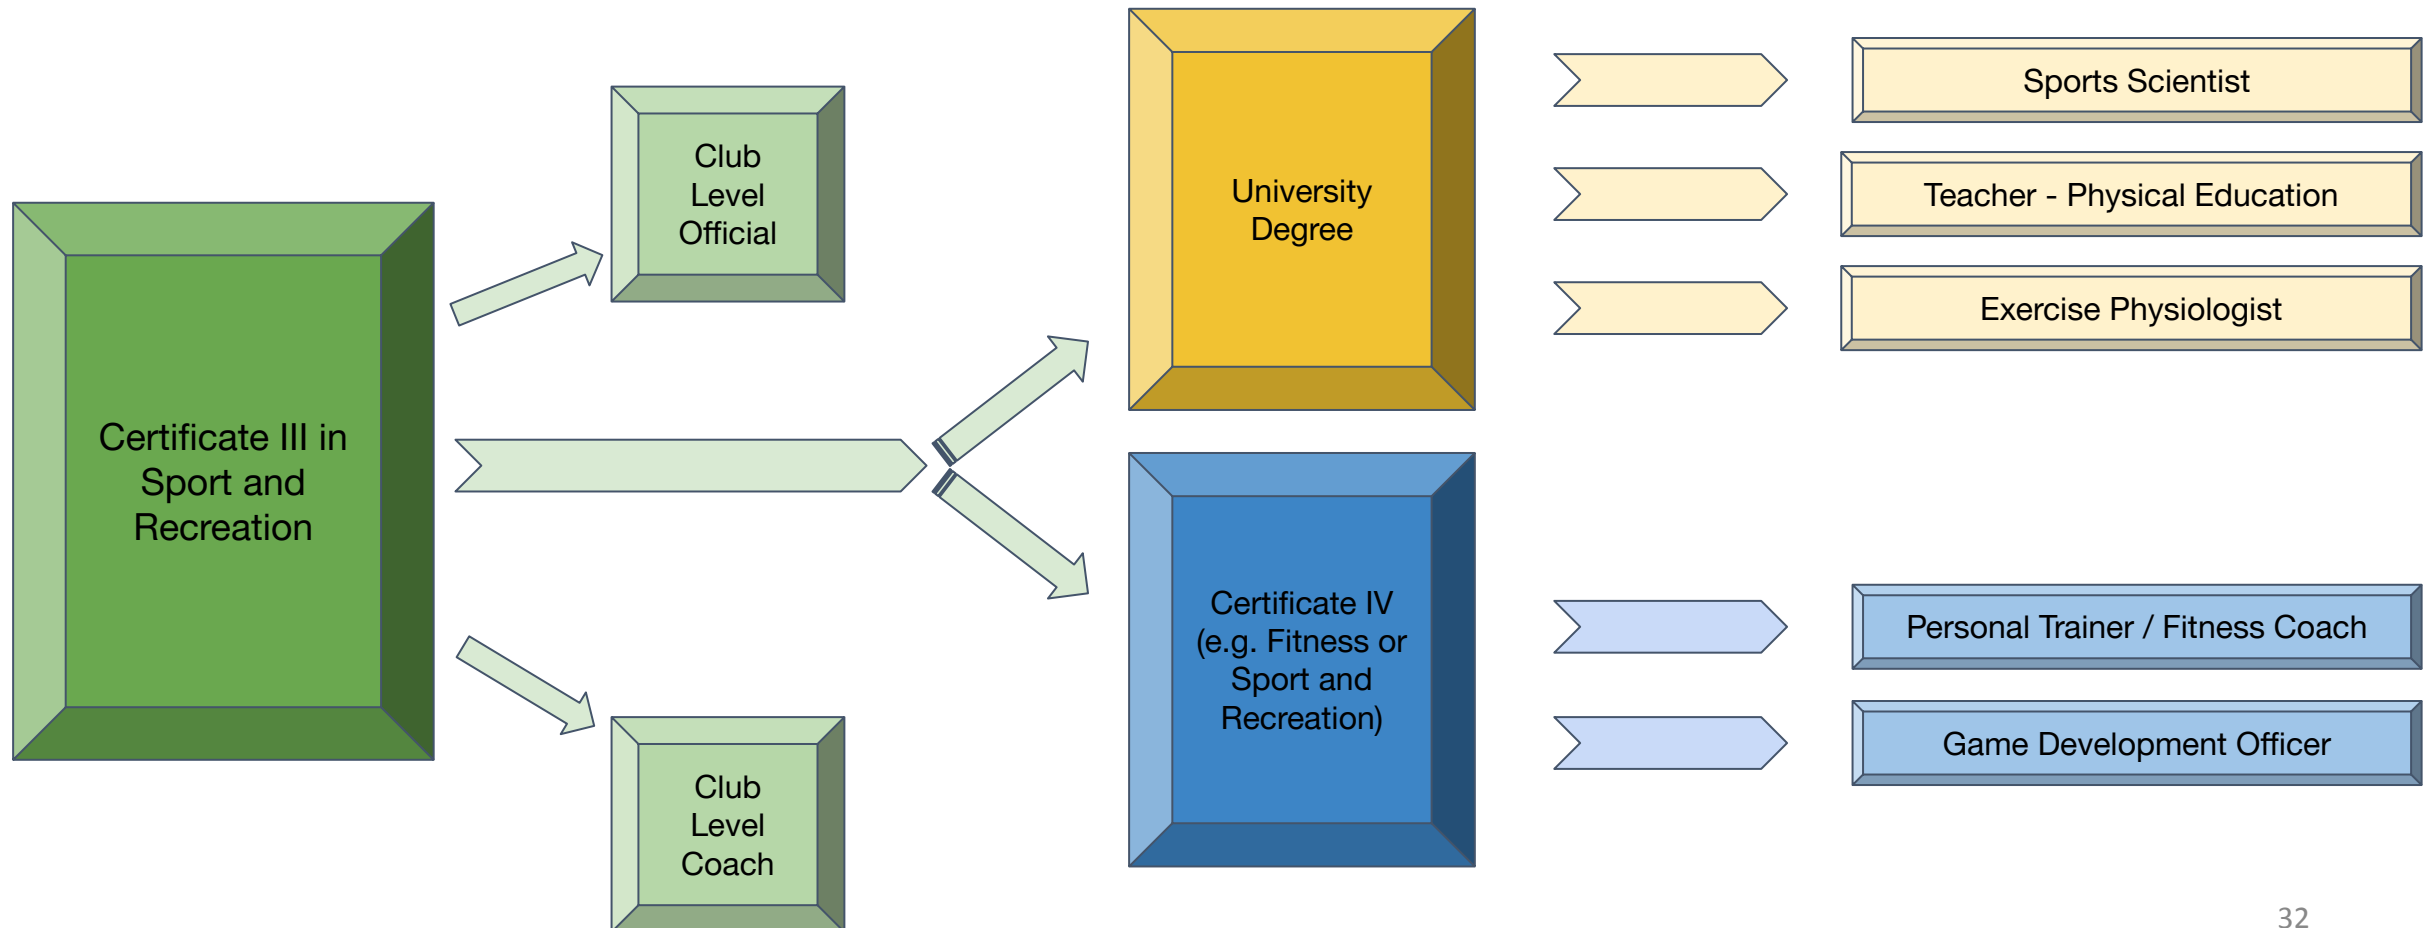 Certificate III in
Sport and
Recreation
Club
Level
Official
Club
Level
Coach
University
Degree
Certificate IV
(e.g. Fitness or
Sport and
Recreation)
Sports Scientist
Teacher - Physical Education
Exercise Physiologist
Personal Trainer / Fitness Coach
Game Development Officer
32